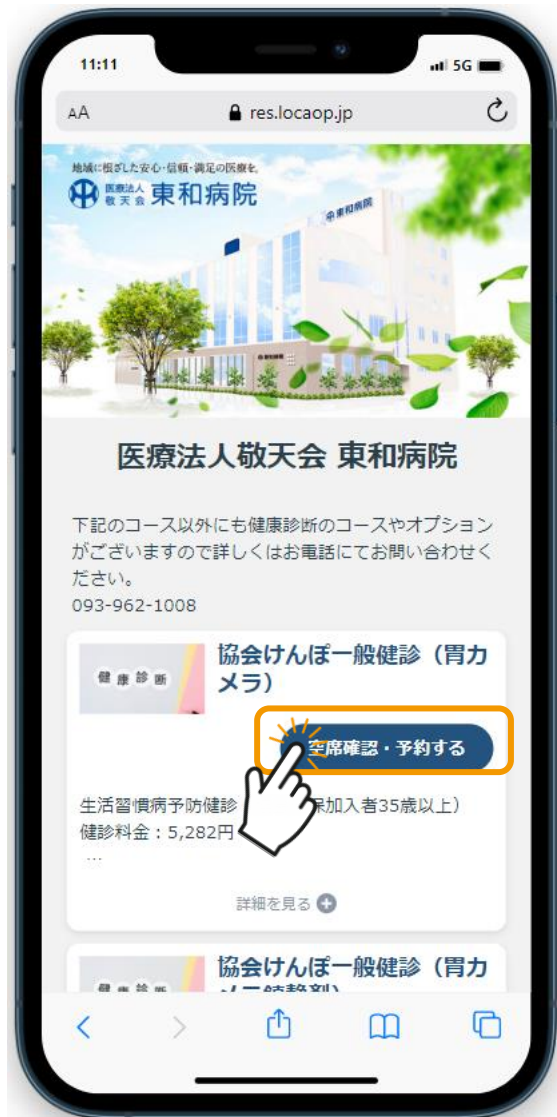 11:11
5G
AA
res.locaop.jp
地域に根ざした安心・信頼・満足の医療を。
医療法人
敬天会
東和病院
東和病院
医療法人敬天会 東和病院
下記のコース以外にも健康診断のコースやオプション
がございますので詳しくはお電話にてお問い合わせく
ださい。
093-962-1008
健康診断
協会けんぽ一般健診（胃カ
メラ）
空席確認・予約する
生活習慣病予防健診
保加入者35歳以上）
健診料金：5,282円
…
詳細を見る
協会けんぽ一般健診（胃カ